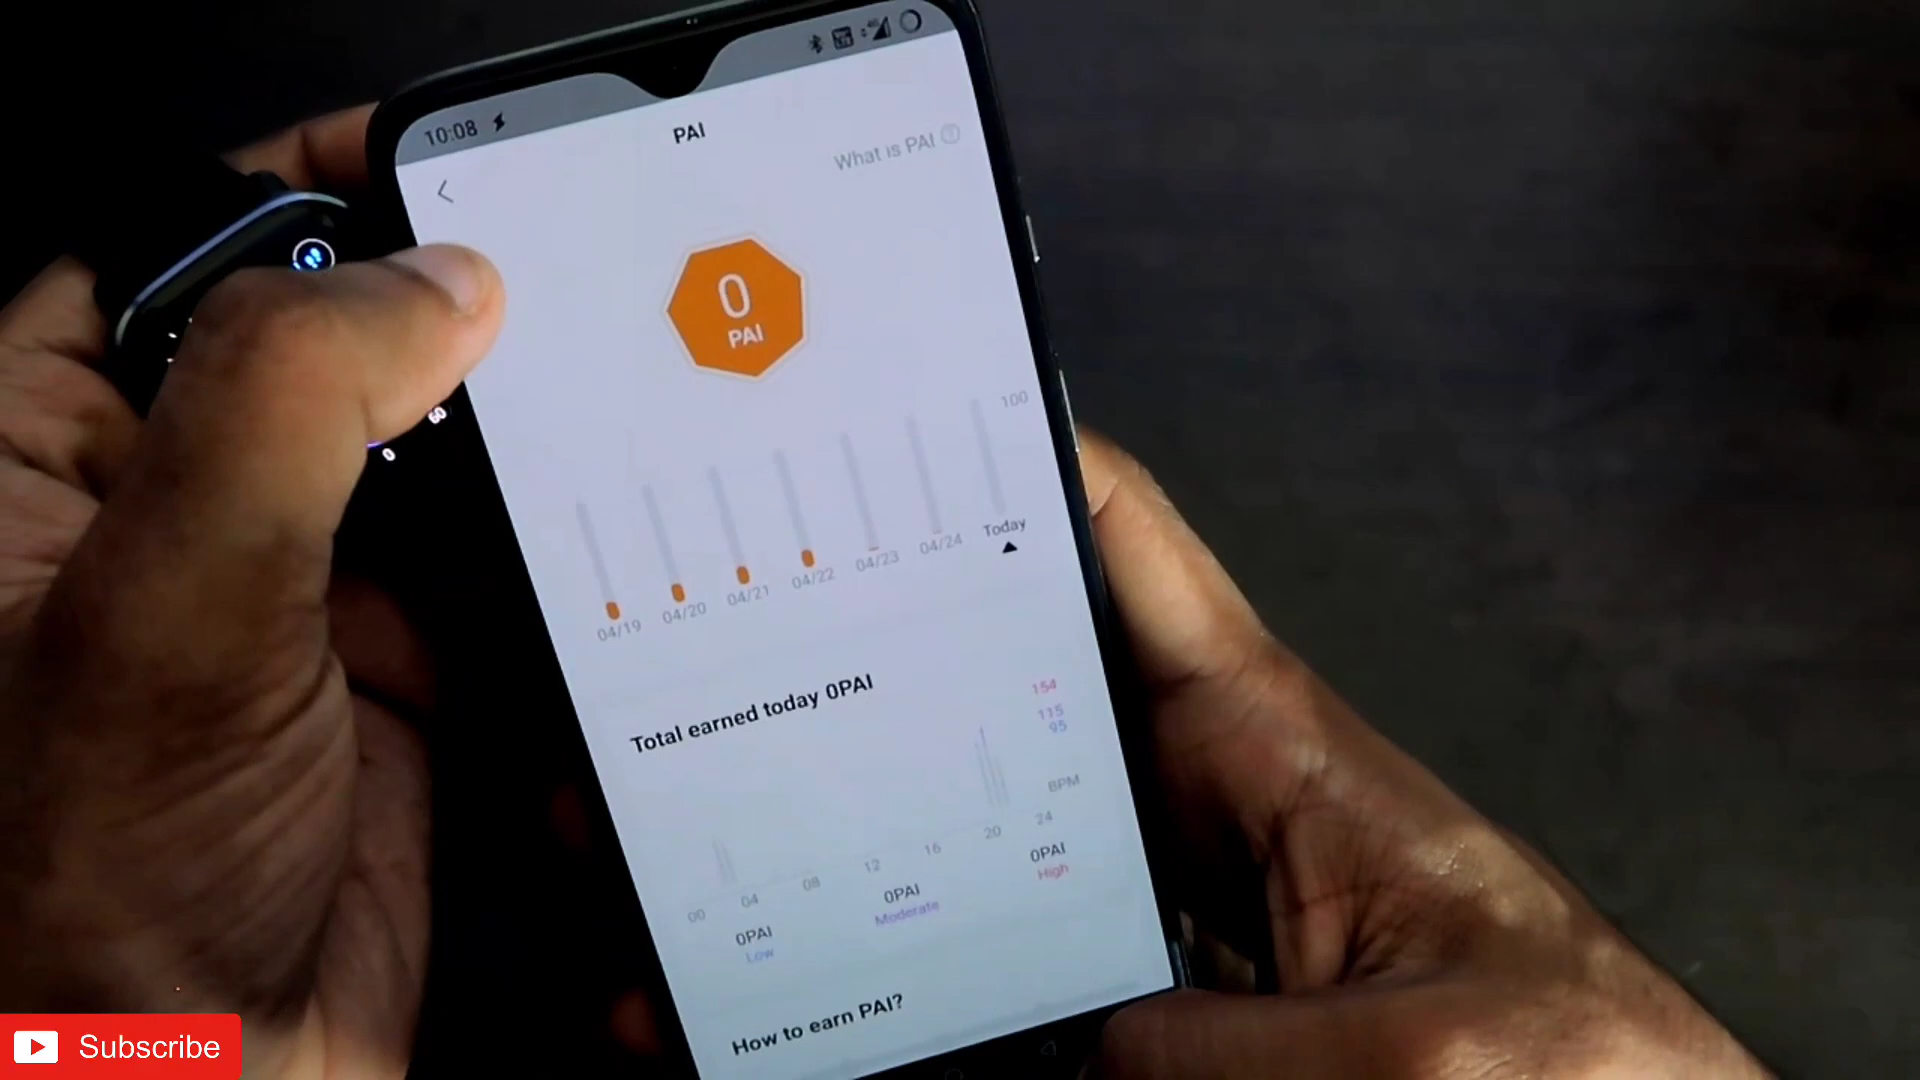 10:08
PAI
What is PAI ?
0
PAI
100
04/19 04/20 04/21 04/22 04/23 04/24 Today
Total earned today 0PAI
154
115
95
BPM
00 04 08 12 16 20 24
0PAI 0PAI 0PAI
Low Moderate High
How to earn PAI?
60
0
Subscribe